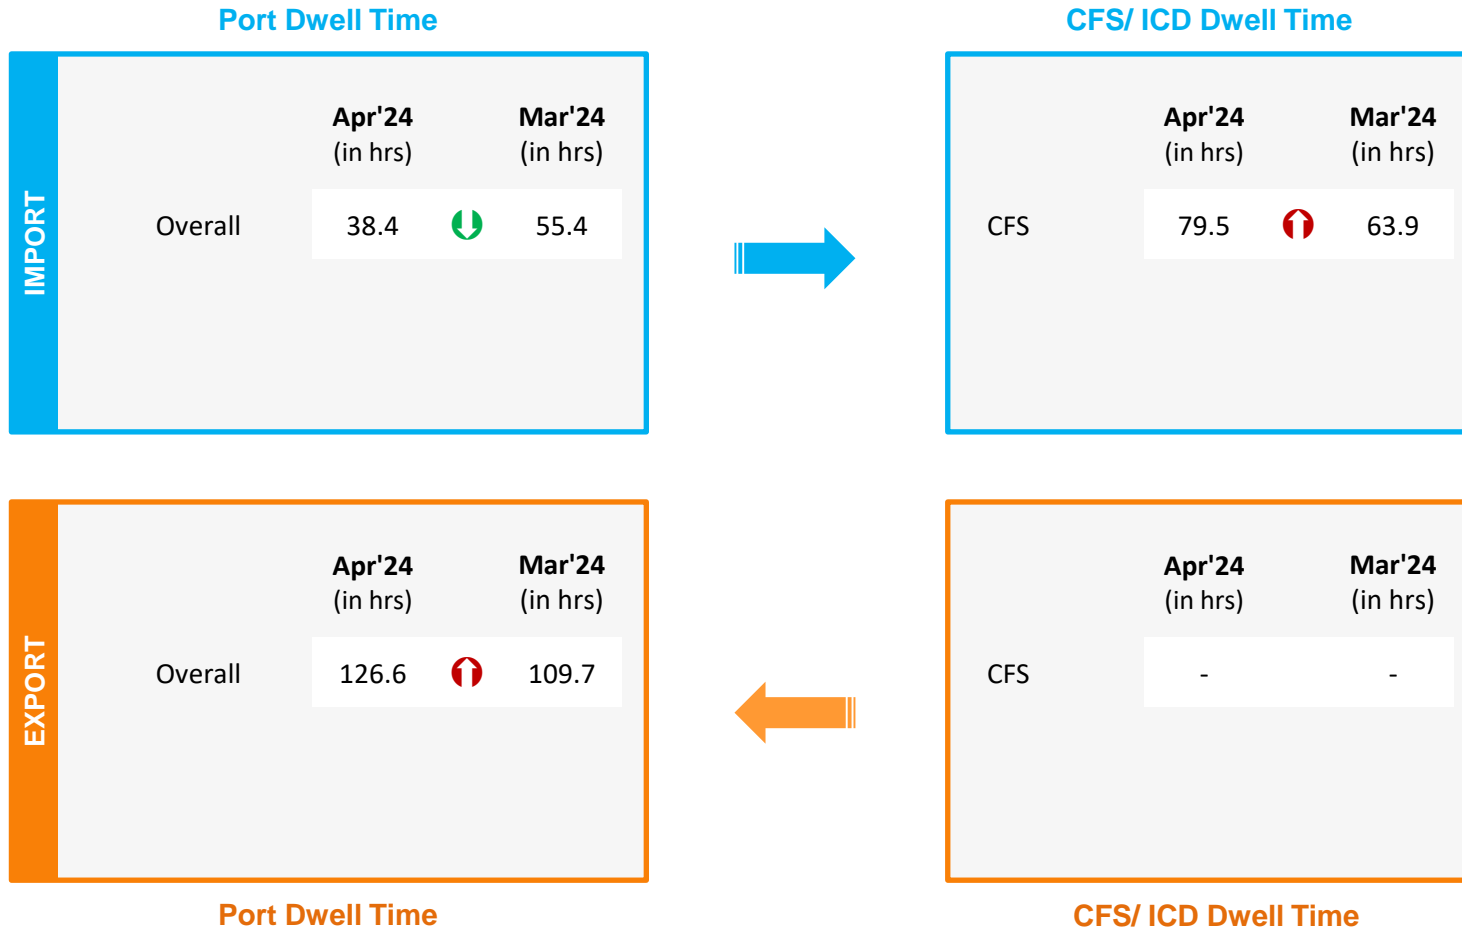 Port Dwell Time
CFS/ ICD Dwell Time
IMPORT
Apr'24 Mar'24
(in hrs) (in hrs)
Overall 38.4 55.4
Apr'24 Mar'24
(in hrs) (in hrs)
CFS 79.5 63.9
EXPORT
Apr'24 Mar'24
(in hrs) (in hrs)
Overall 126.6 109.7
Apr'24 Mar'24
(in hrs) (in hrs)
CFS - -
Port Dwell Time
CFS/ ICD Dwell Time